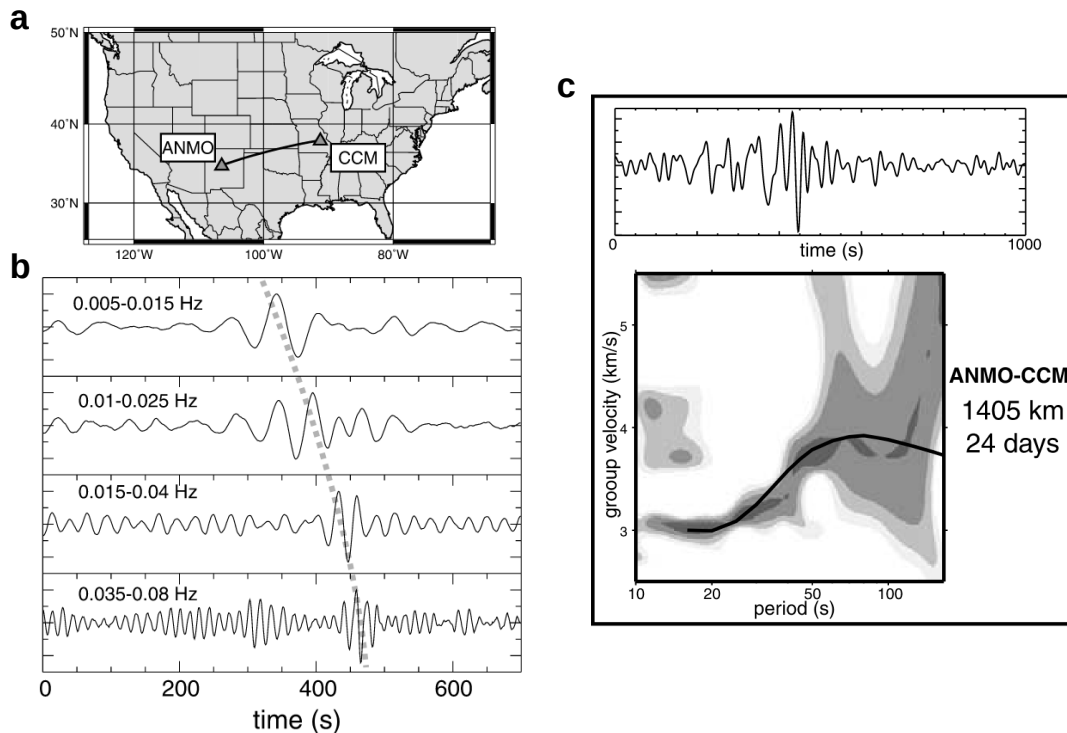 a
50°N
40°N
30°N
ANMO
CCM
120°W
100°W
80°W
b
0.005-0.015 Hz
0.01-0.025 Hz
0.015-0.04 Hz
0.035-0.08 Hz
0 200 400 600
time (s)
c
0 time (s) 1000
grooup velocity (km/s)
5
4
3
10 20 50 100
period (s)
ANMO-CCM
1405 km
24 days